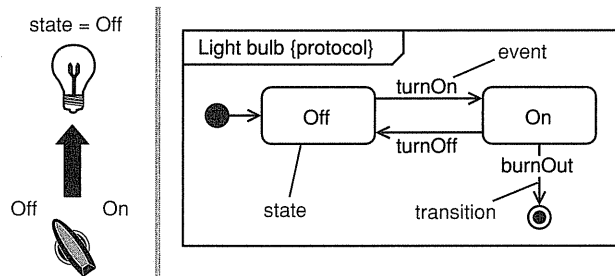 state = Off
Off
On
Light bulb {protocol}
event
turnOn
Off
On
turnOff
burnOut
state
transition